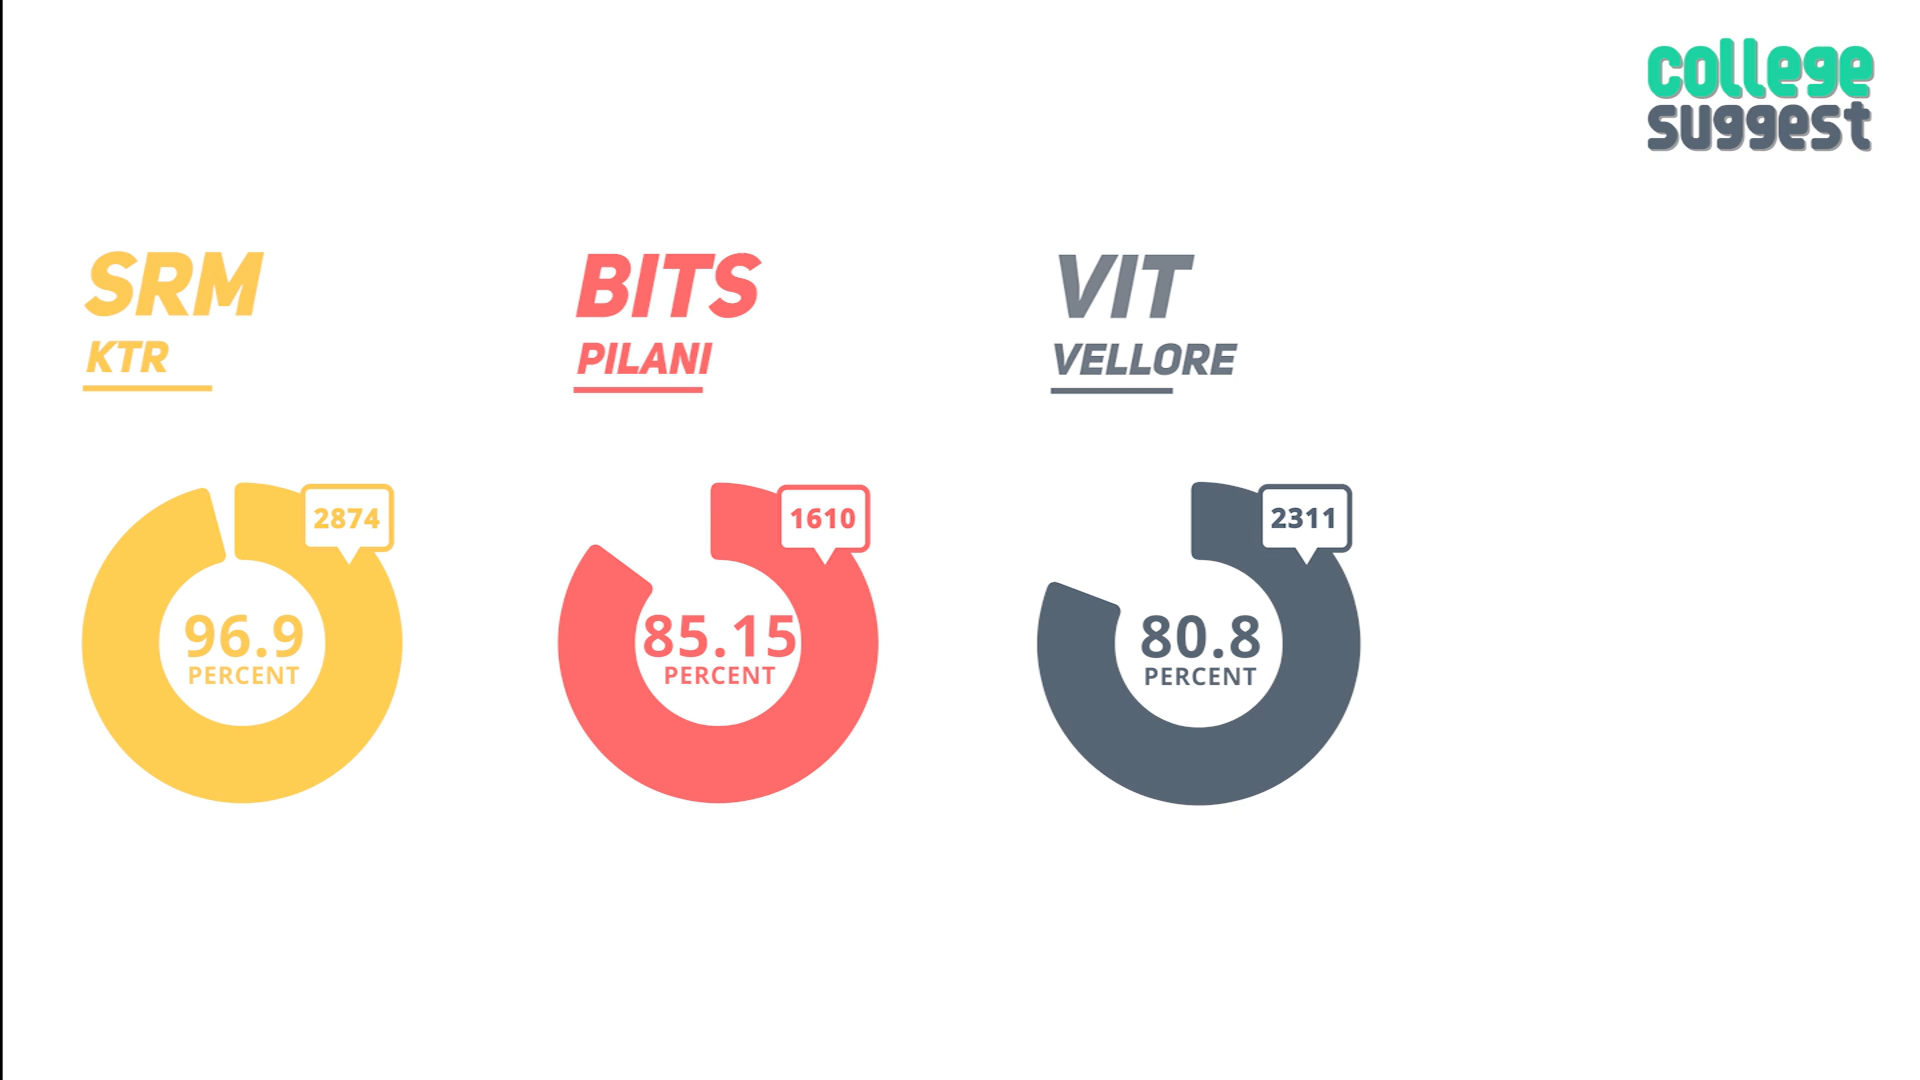 college
suggest
SRM
KTR
BITS
PILANI
VIT
VELLORE
2874
96.9
PERCENT
1610
85.15
PERCENT
2311
80.8
PERCENT